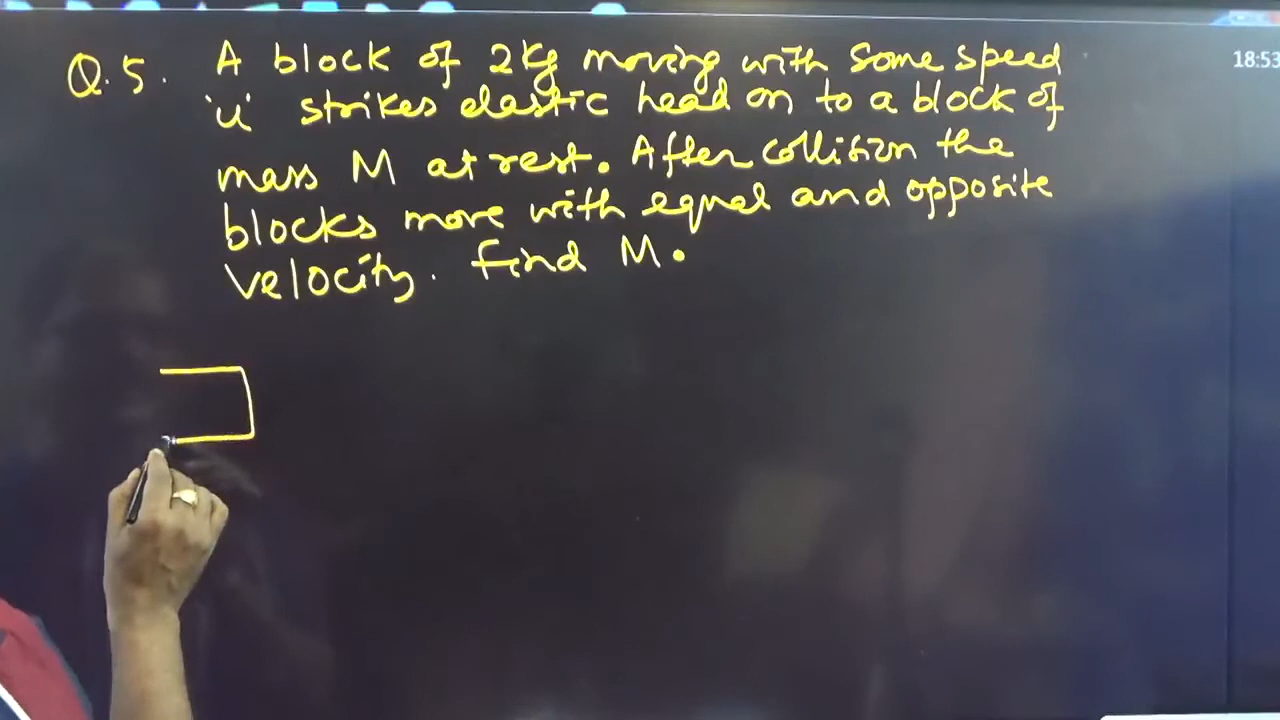 Q.5. A block of 2kg moving with some speed
'u' strikes elastic head on to a block of
mass M at rest. After collision the
blocks move with equal and opposite
velocity. find M.
18:53